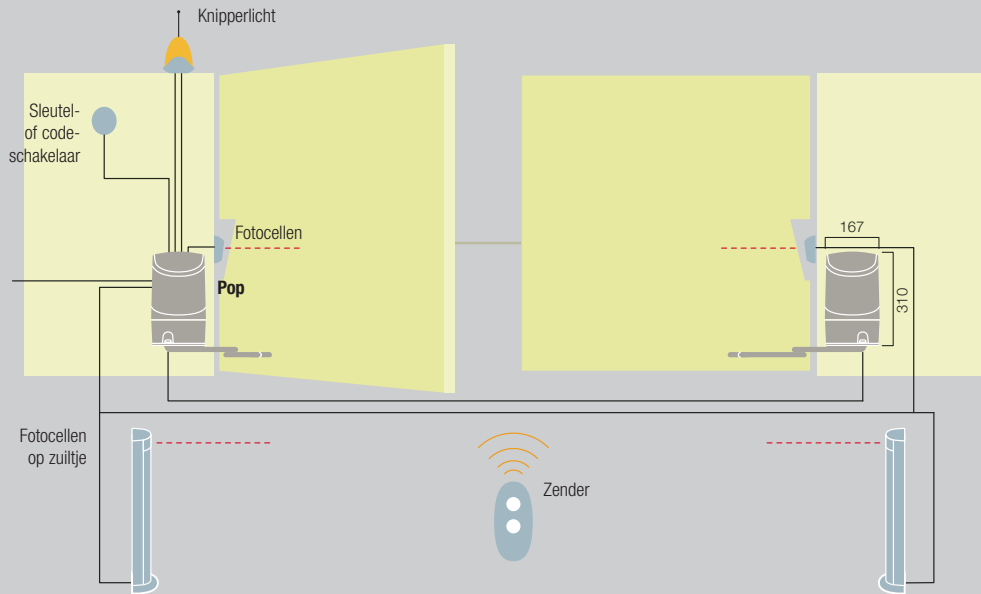 Knipperlicht
Sleutel-
of code-
schakelaar
Fotocellen
Pop
167
310
Fotocellen
op zuiltje
Zender